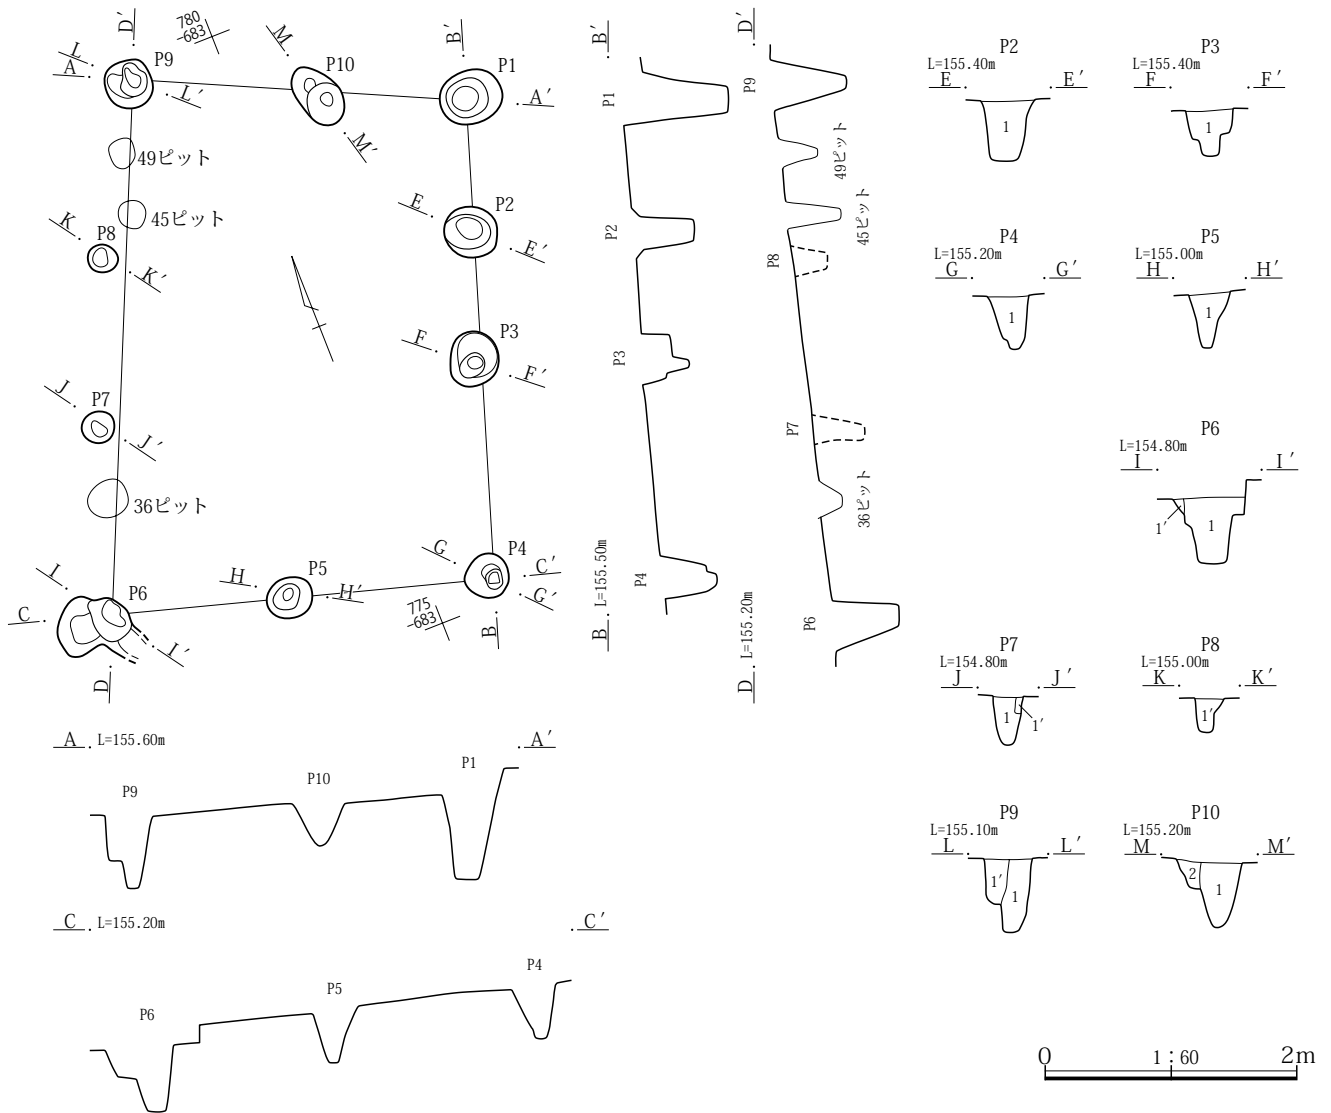 D′
780
-683
M
B′
L
A
P9
P10
P1
L′
A′
M′
49ピット
45ピット
K
P8
K′
E
P2
E′
F
P3
F′
J
P7
J′
36ピット
I
C
P6
I′
D
H
P5
H′
775
-683
G
P4
C′
G′
B
B′
P1
P2
P3
P4
B L=155.50m
D′
P9
49ピット
45ピット
P8
P7
36ピット
P6
D L=155.20m
P2
L=155.40m
E E′
1
P3
L=155.40m
F F′
1
P4
L=155.20m
G G′
1
P5
L=155.00m
H H′
1
P6
L=154.80m
I I′
1′ 1
P7
L=154.80m
J J′
1 1′
P8
L=155.00m
K K′
1′
P9
L=155.10m
L L′
1′ 1
P10
L=155.20m
M M′
2 1
A L=155.60m A′
P9 P10 P1
C L=155.20m C′
P6 P5 P4
0 1:60 2m